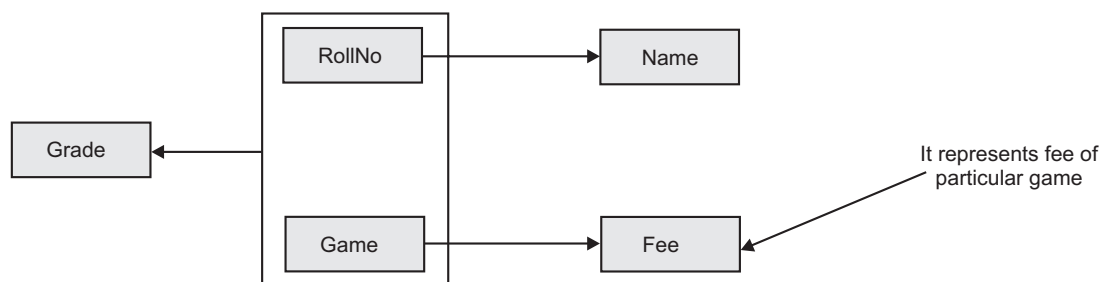 RollNo
Name
Grade
It represents fee of
particular game
Game
Fee